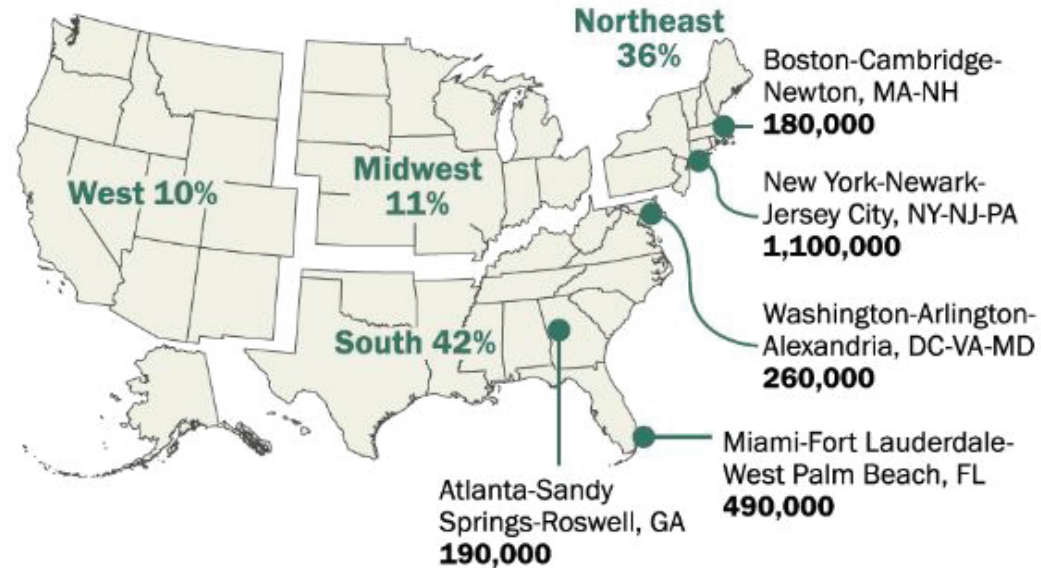 Northeast
36%
Boston-Cambridge-
Newton, MA-NH
180,000
West 10%
Midwest
11%
New York-Newark-
Jersey City, NY-NJ-PA
1,100,000
Washington-Arlington-
Alexandria, DC-VA-MD
260,000
South 42%
Miami-Fort Lauderdale-
West Palm Beach, FL
490,000
Atlanta-Sandy
Springs-Roswell, GA
190,000